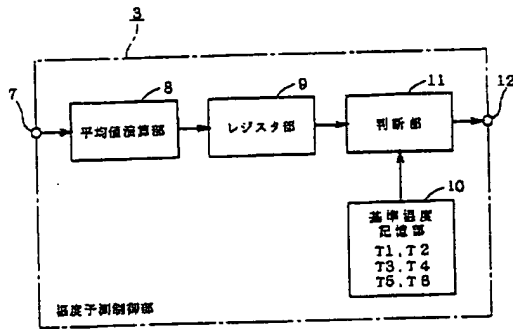 3
7
8
9
11
12
平均値演算部
レジスタ部
判断部
10
基準温度
記憶部
T1,T2
T3,T4
T5,T6
温度予測制御部